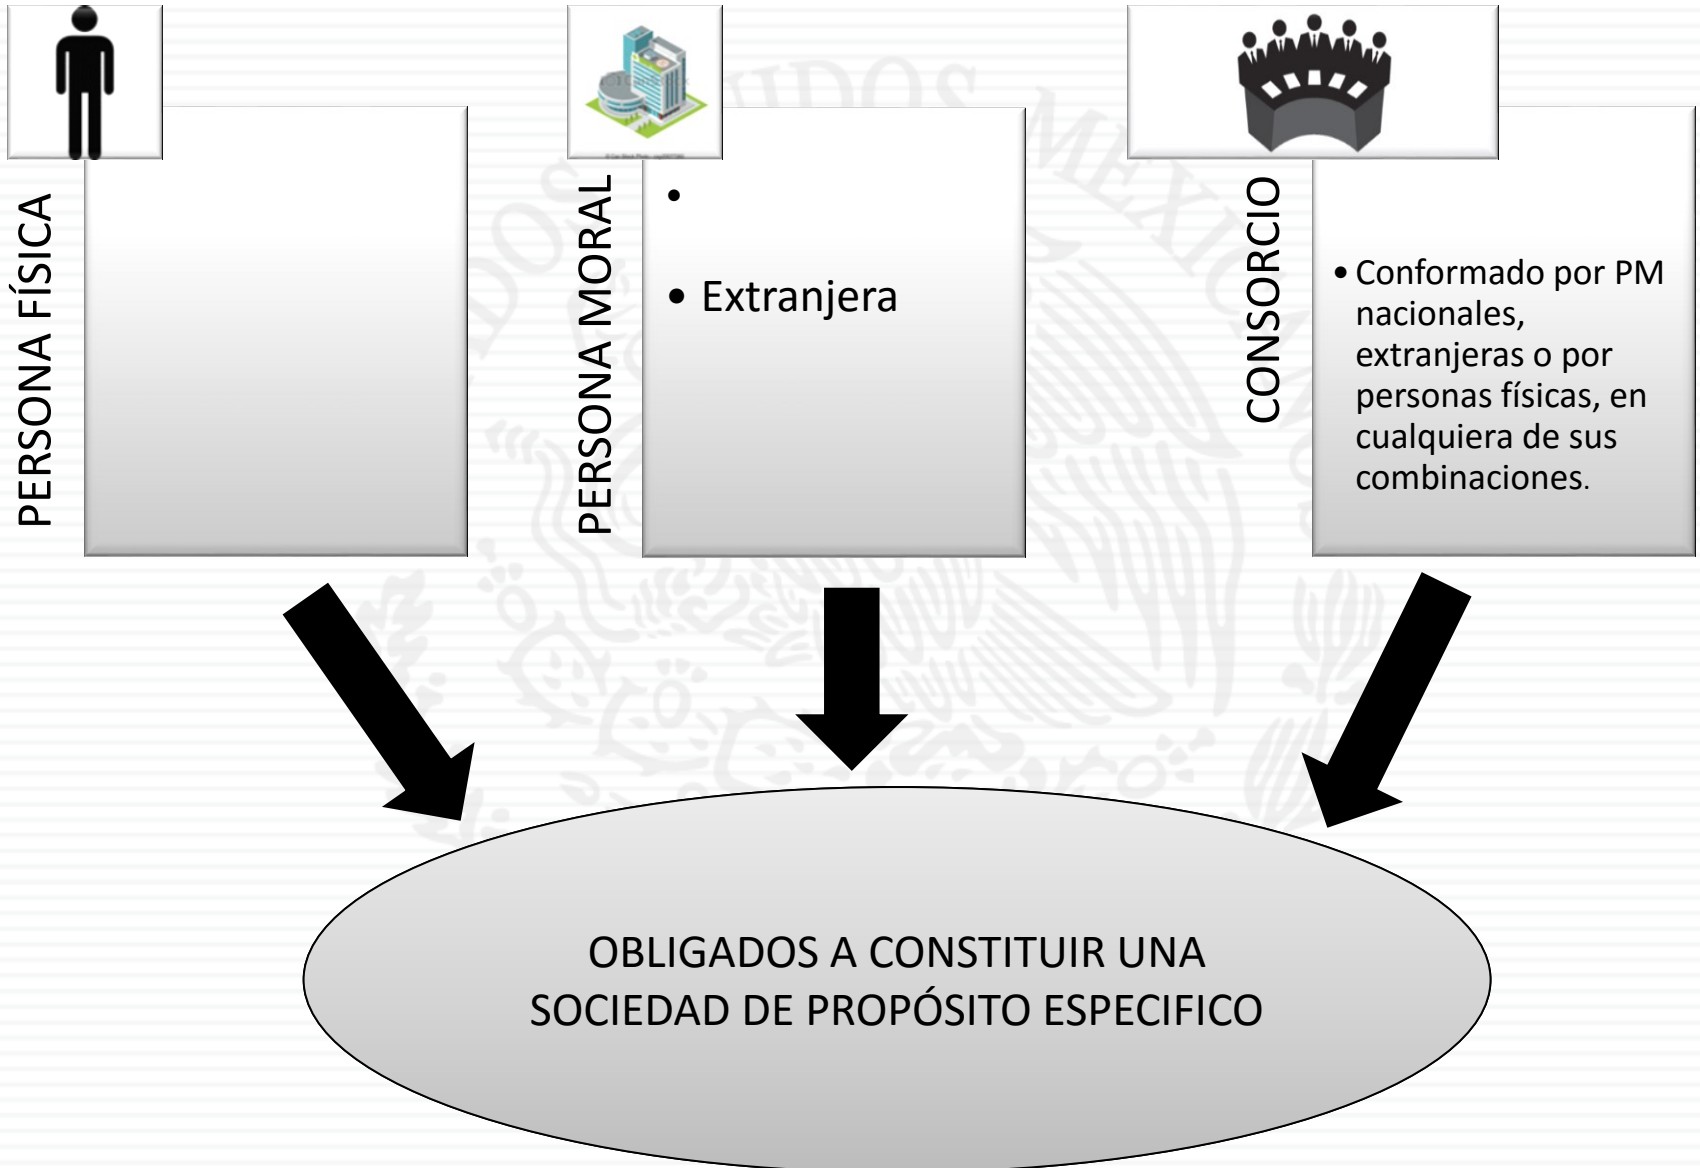 PERSONA FÍSICA
PERSONA MORAL
•
• Extranjera
CONSORCIO
• Conformado por PM
nacionales,
extranjeras o por
personas físicas, en
cualquiera de sus
combinaciones.
OBLIGADOS A CONSTITUIR UNA
SOCIEDAD DE PROPÓSITO ESPECIFICO